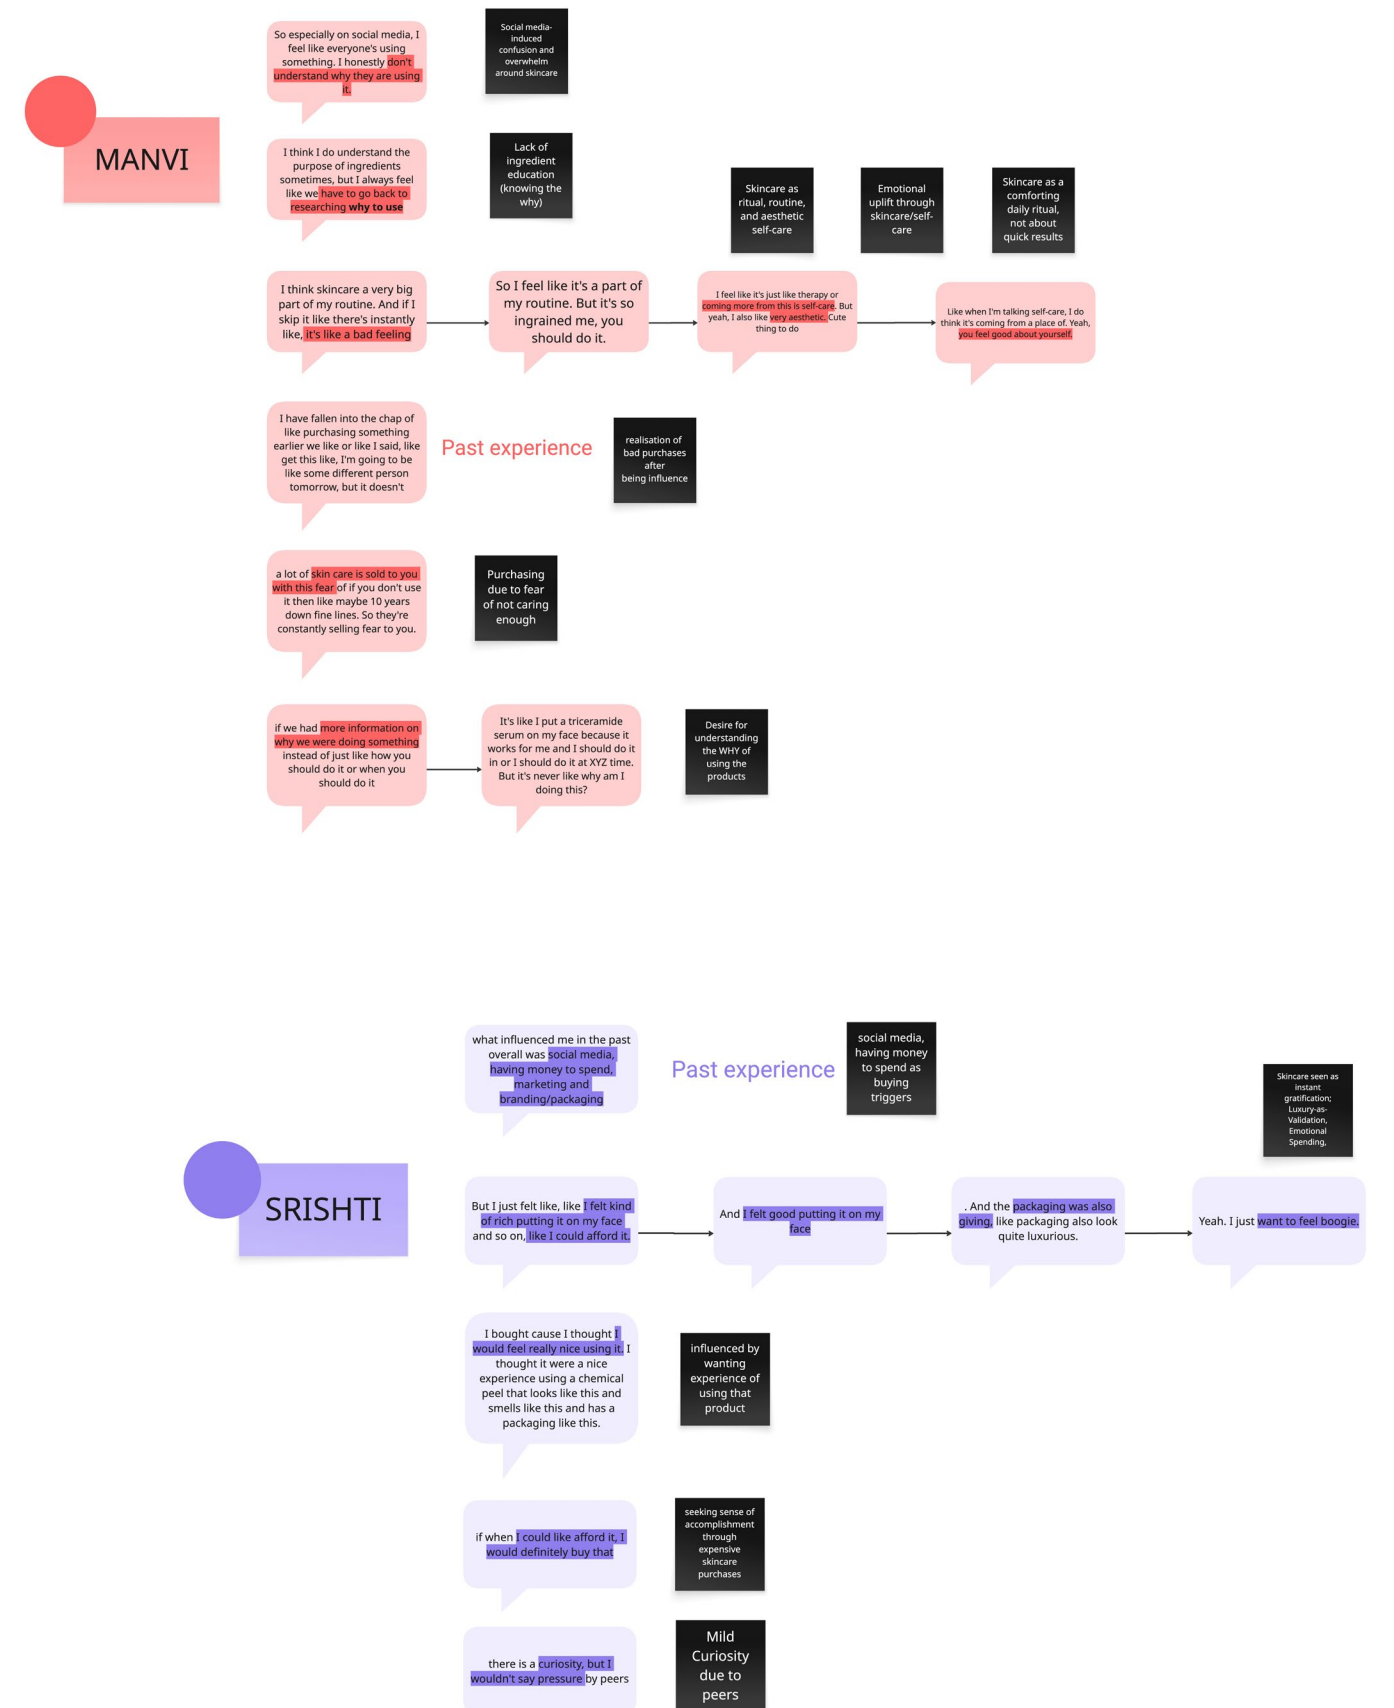 So especially on social media, I
feel like everyone's using
something. I honestly don't
understand why they are using
it.
Social media-
induced
confusion and
overwhelm
around skincare
MANVI
I think I do understand the
purpose of ingredients
sometimes, but I always feel
like we have to go back to
researching why to use
Lack of
ingredient
education
(knowing the
why)
Skincare as
ritual, routine,
and aesthetic
self-care
Emotional
uplift through
skincare/self-
care
Skincare as a
comforting
daily ritual,
not about
quick results
I think skincare a very big
part of my routine. And if I
skip it like there's instantly
like, it's like a bad feeling
So I feel like it's a part of
my routine. But it's so
ingrained me, you
should do it.
I feel like it's just like therapy or
coming more from this is self-care. But
yeah, I also like very aesthetic. Cute
thing to do
Like when I'm talking self-care, I do
think it's coming from a place of. Yeah,
you feel good about yourself.
I have fallen into the chap of
like purchasing something
earlier we like or like I said, like
get this like, I'm going to be
like some different person
tomorrow, but it doesn't
Past experience
realisation of
bad purchases
after
being influence
a lot of skin care is sold to you
with this fear of if you don't use
it then like maybe 10 years
down fine lines. So they're
constantly selling fear to you.
Purchasing
due to fear
of not caring
enough
if we had more information on
why we were doing something
instead of just like how you
should do it or when you
should do it
It's like I put a triceramide
serum on my face because it
works for me and I should do it
in or I should do it at XYZ time.
But it's never like why am I
doing this?
Desire for
understanding
the WHY of
using the
products
what influenced me in the past
overall was social media,
having money to spend,
marketing and
branding/packaging
Past experience
social media,
having money
to spend as
buying
triggers
Skincare seen as
instant
gratification;
Luxury-as-
Validation,
Emotional
Spending,
SRISHTI
But I just felt like, like I felt kind
of rich putting it on my face
and so on, like I could afford it.
And I felt good putting it on my
face
. And the packaging was also
giving, like packaging also look
quite luxurious.
Yeah. I just want to feel boogie.
I bought cause I thought I
would feel really nice using it. I
thought it were a nice
experience using a chemical
peel that looks like this and
smells like this and has a
packaging like this.
influenced by
wanting
experience of
using that
product
if when I could like afford it, I
would definitely buy that
seeking sense of
accomplishment
through
expensive
skincare
purchases
there is a curiosity, but I
wouldn't say pressure by peers
Mild
Curiosity
due to
peers